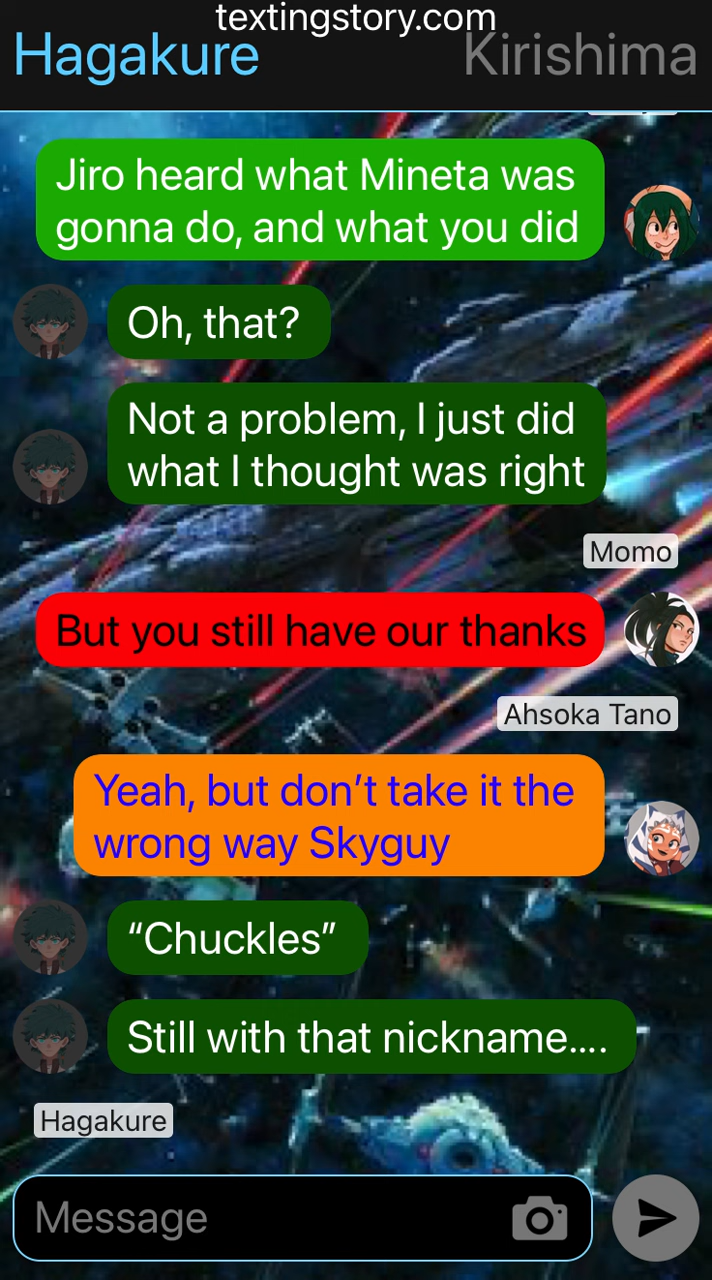 textingstory.com
Hagakure
Kirishima
Jiro heard what Mineta was
gonna do, and what you did
Oh, that?
Not a problem, I just did
what I thought was right
Momo
But you still have our thanks
Ahsoka Tano
Yeah, but don’t take it the
wrong way Skyguy
“Chuckles”
Still with that nickname....
Hagakure
Message